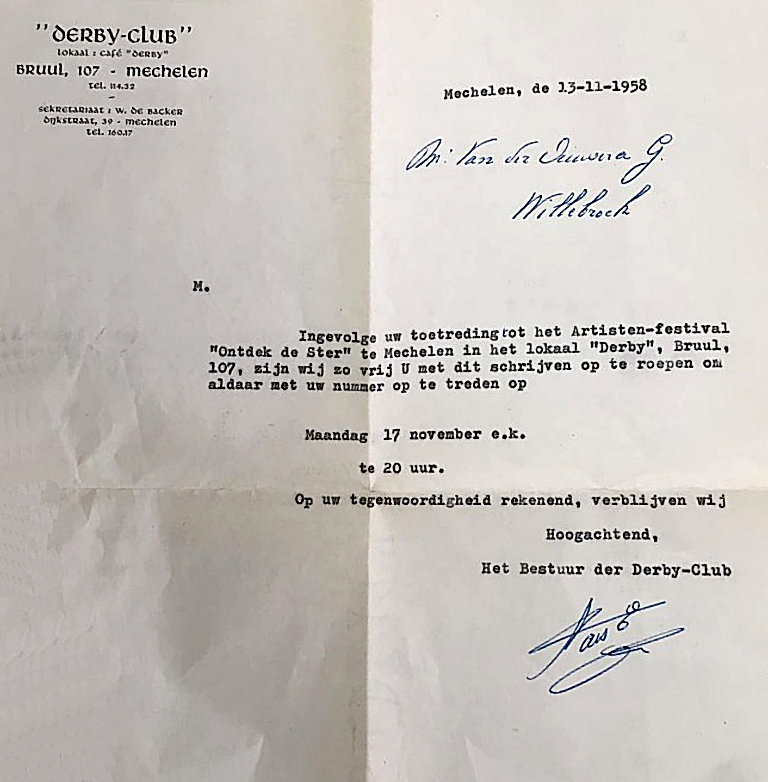 "DERBY-CLUB"
LOKAAL : CAFÉ "DERBY"
BRUUL, 107 - MECHELEN
TEL. 114.32
SEKRETARIAAT : W. DE BACKER
DIJKSTRAAT, 39 - MECHELEN
TEL. 160.17
Mechelen, de 13-11-1958
Van der G.
Willebroek
M.
Ingevolge uw toetreding tot het Artisten-festival
"Ontdek de Ster" te Mechelen in het lokaal "Derby", Bruul,
107, zijn wij zo vrij U met dit schrijven op te roepen om
aldaar met uw nummer op te treden op
Maandag 17 november e.k.
te 20 uur.
Op uw tegenwoordigheid rekenend, verblijven wij
Hoogachtend,
Het Bestuur der Derby-Club